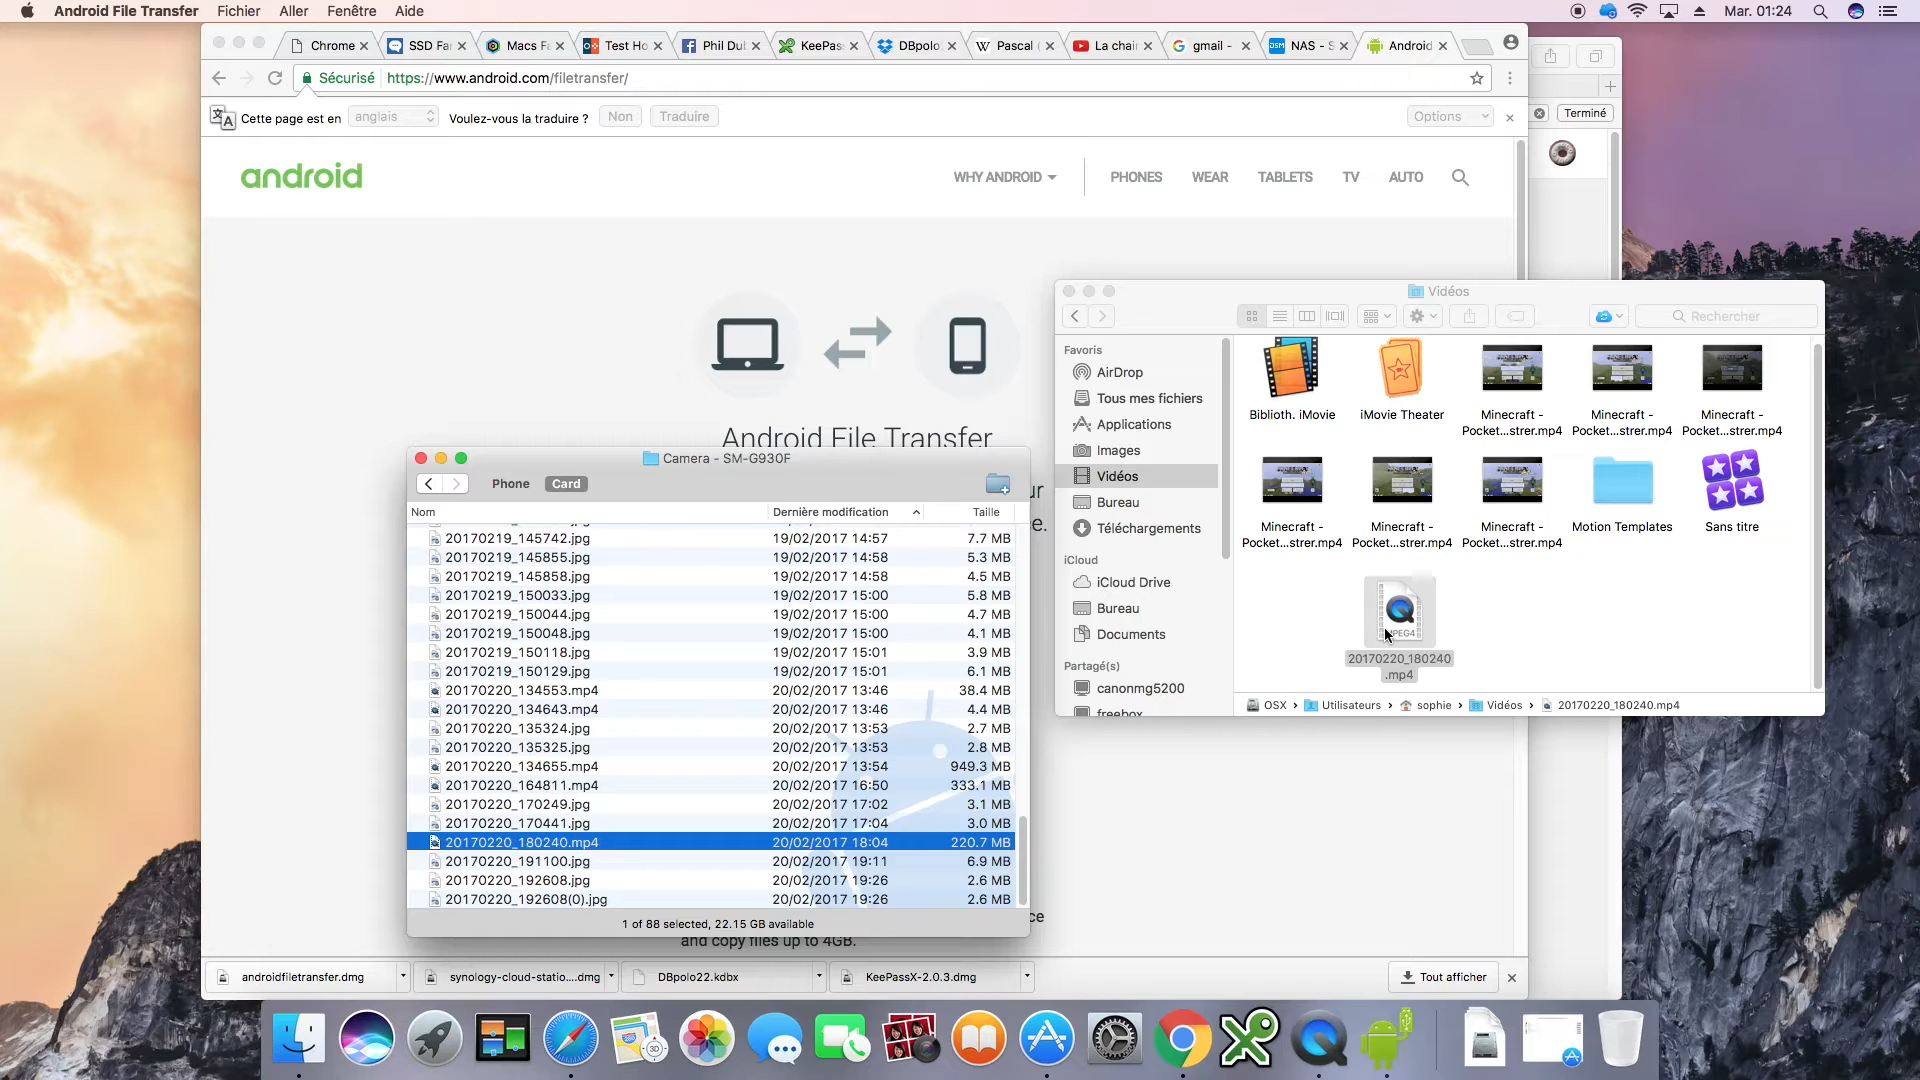 Android File Transfer Fichier Aller Fenêtre Aide Mar. 01:24
Chrome SSD Fa Macs F Test Ho Phil Du KeePas DBpolo Pascal La chai gmail - NAS - S Android
Sécurisé https://www.android.com/filetransfer/
Cette page est en anglais Voulez-vous la traduire ? Non Traduire Options
Terminé
android WHY ANDROID PHONES WEAR TABLETS TV AUTO
Android File Transfer
Vidéos
Rechercher
Favoris
AirDrop
Tous mes fichiers
Applications
Images
Vidéos
Bureau
Téléchargements
iCloud
iCloud Drive
Bureau
Documents
Partagé(s)
canonmg5200
freebox
Biblioth. iMovie
iMovie Theater
Minecraft -
Pocket...strer.mp4
Minecraft -
Pocket...strer.mp4
Minecraft -
Pocket...strer.mp4
Minecraft -
Pocket...strer.mp4
Minecraft -
Pocket...strer.mp4
Minecraft -
Pocket...strer.mp4
Motion Templates
Sans titre
20170220_180240
.mp4
OSX › Utilisateurs › sophie › Vidéos › 20170220_180240.mp4
Camera - SM-G930F
Phone Card
Nom Dernière modification Taille
20170219_145742.jpg 19/02/2017 14:57 7.7 MB
20170219_145855.jpg 19/02/2017 14:58 5.3 MB
20170219_145858.jpg 19/02/2017 14:58 4.5 MB
20170219_150033.jpg 19/02/2017 15:00 5.8 MB
20170219_150044.jpg 19/02/2017 15:00 4.7 MB
20170219_150048.jpg 19/02/2017 15:00 4.1 MB
20170219_150118.jpg 19/02/2017 15:01 3.9 MB
20170219_150129.jpg 19/02/2017 15:01 6.1 MB
20170220_134553.mp4 20/02/2017 13:46 38.4 MB
20170220_134643.mp4 20/02/2017 13:46 4.4 MB
20170220_135324.jpg 20/02/2017 13:53 2.7 MB
20170220_135325.jpg 20/02/2017 13:53 2.8 MB
20170220_134655.mp4 20/02/2017 13:54 949.3 MB
20170220_164811.mp4 20/02/2017 16:50 333.1 MB
20170220_170249.jpg 20/02/2017 17:02 3.1 MB
20170220_170441.jpg 20/02/2017 17:04 3.0 MB
20170220_180240.mp4 20/02/2017 18:04 220.7 MB
20170220_191100.jpg 20/02/2017 19:11 6.9 MB
20170220_192608.jpg 20/02/2017 19:26 2.6 MB
20170220_192608(0).jpg 20/02/2017 19:26 2.6 MB
1 of 88 selected, 22.15 GB available
and copy files up to 4GB.
androidfiletransfer.dmg synology-cloud-statio....dmg DBpolo22.kdbx KeePassX-2.0.3.dmg Tout afficher